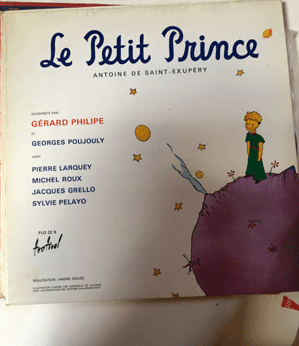 Le Petit Prince
ANTOINE DE SAINT-EXUPÉRY
INTERPRÉTÉ PAR:
GÉRARD PHILIPE
ET
GEORGES POUJOULY
AVEC
PIERRE LARQUEY
MICHEL ROUX
JACQUES GRELLO
SYLVIE PELAYO
FLD 22 S
festival
RÉALISATION: ANDRÉ SALLÉE